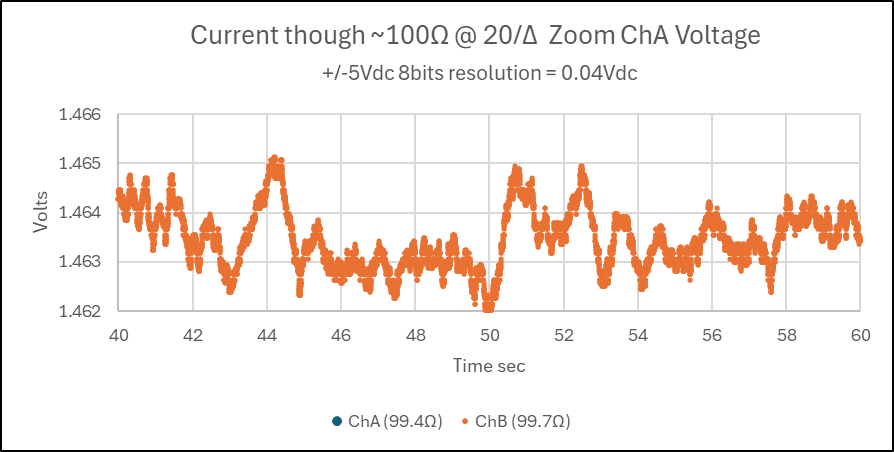 Current though ~100Ω @ 20/Δ  Zoom ChA Voltage
+/-5Vdc 8bits resolution = 0.04Vdc
1.466
1.465
1.464
1.463
1.462
Volts
40 42 44 46 48 50 52 54 56 58 60
Time sec
ChA (99.4Ω) ChB (99.7Ω)